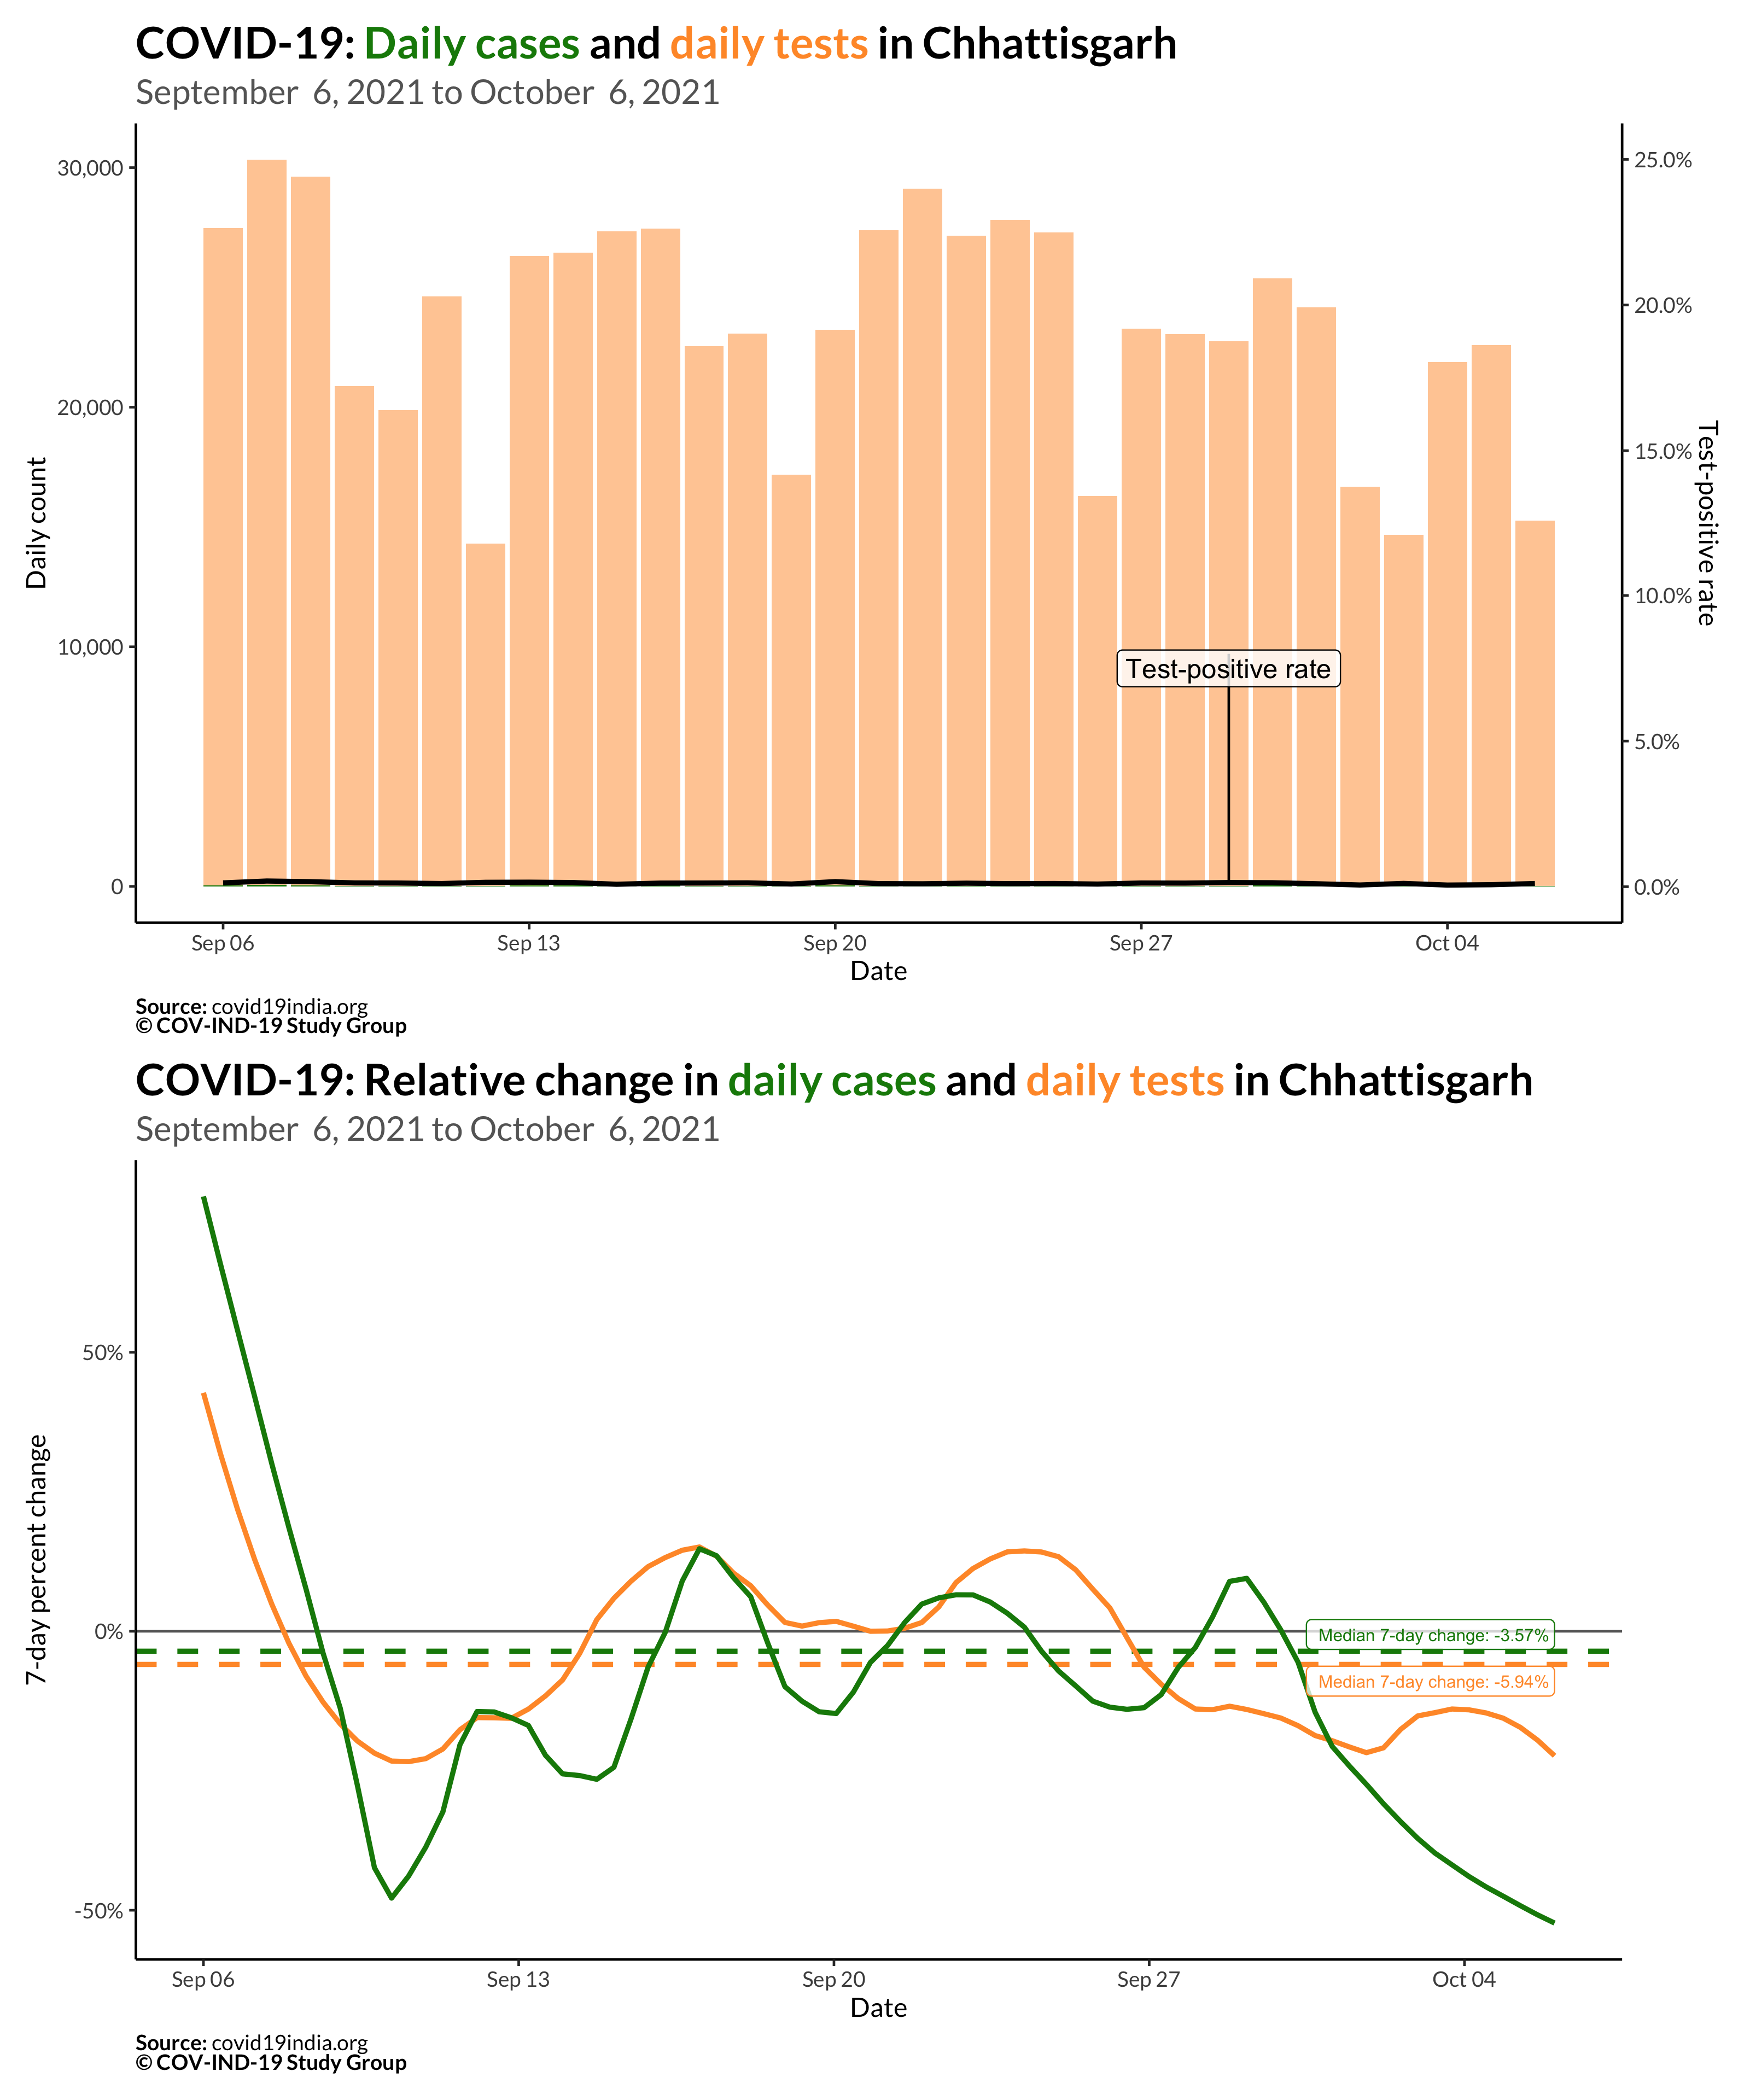 COVID-19: Daily cases and daily tests in Chhattisgarh
September 6, 2021 to October 6, 2021
30,000
20,000
10,000
0
Daily count
25.0%
20.0%
15.0%
10.0%
5.0%
0.0%
Test-positive rate
Test-positive rate
Sep 06
Sep 13
Sep 20
Sep 27
Oct 04
Date
Source: covid19india.org
© COV-IND-19 Study Group
COVID-19: Relative change in daily cases and daily tests in Chhattisgarh
September 6, 2021 to October 6, 2021
50%
0%
-50%
7-day percent change
Median 7-day change: -3.57%
Median 7-day change: -5.94%
Sep 06
Sep 13
Sep 20
Sep 27
Oct 04
Date
Source: covid19india.org
© COV-IND-19 Study Group